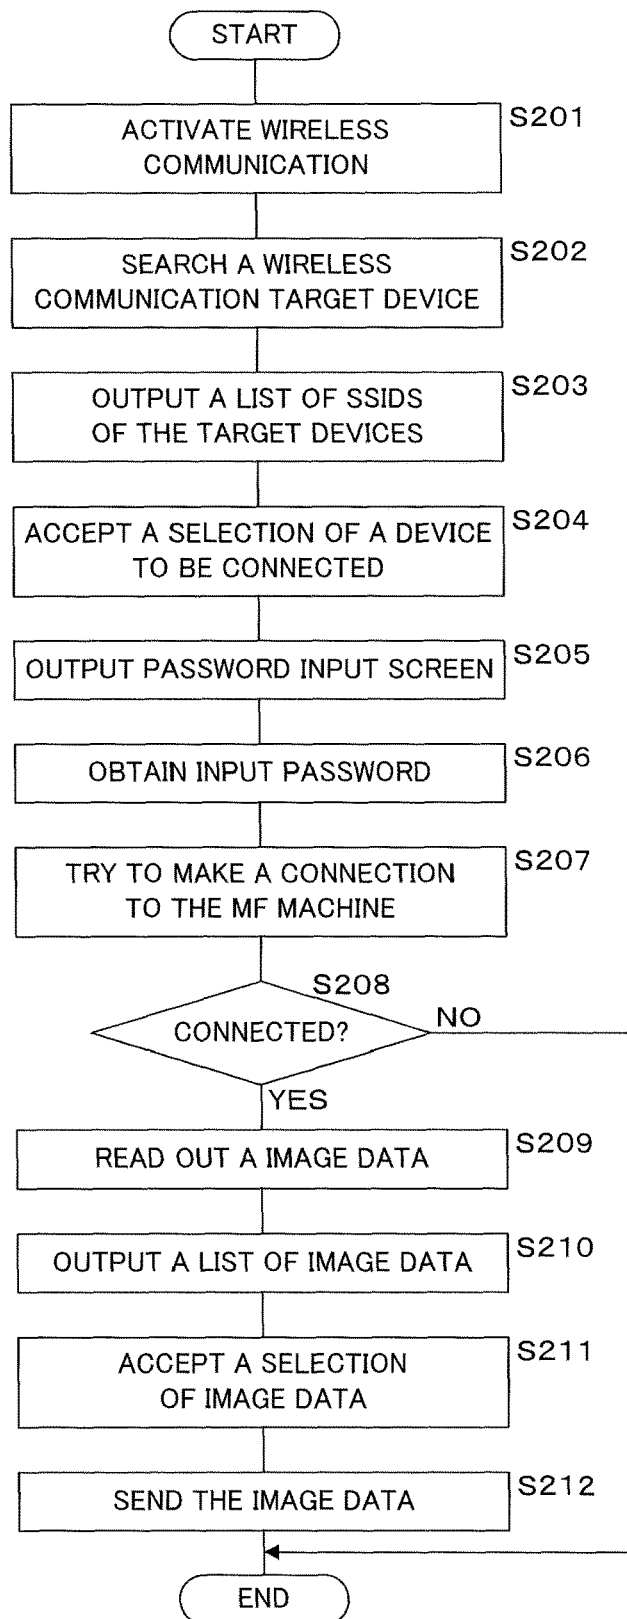 START
S201
ACTIVATE WIRELESS
COMMUNICATION
S202
SEARCH A WIRELESS
COMMUNICATION TARGET DEVICE
S203
OUTPUT A LIST OF SSIDS
OF THE TARGET DEVICES
S204
ACCEPT A SELECTION OF A DEVICE
TO BE CONNECTED
S205
OUTPUT PASSWORD INPUT SCREEN
S206
OBTAIN INPUT PASSWORD
S207
TRY TO MAKE A CONNECTION
TO THE MF MACHINE
S208
CONNECTED?
NO
YES
S209
READ OUT A IMAGE DATA
S210
OUTPUT A LIST OF IMAGE DATA
S211
ACCEPT A SELECTION
OF IMAGE DATA
S212
SEND THE IMAGE DATA
END